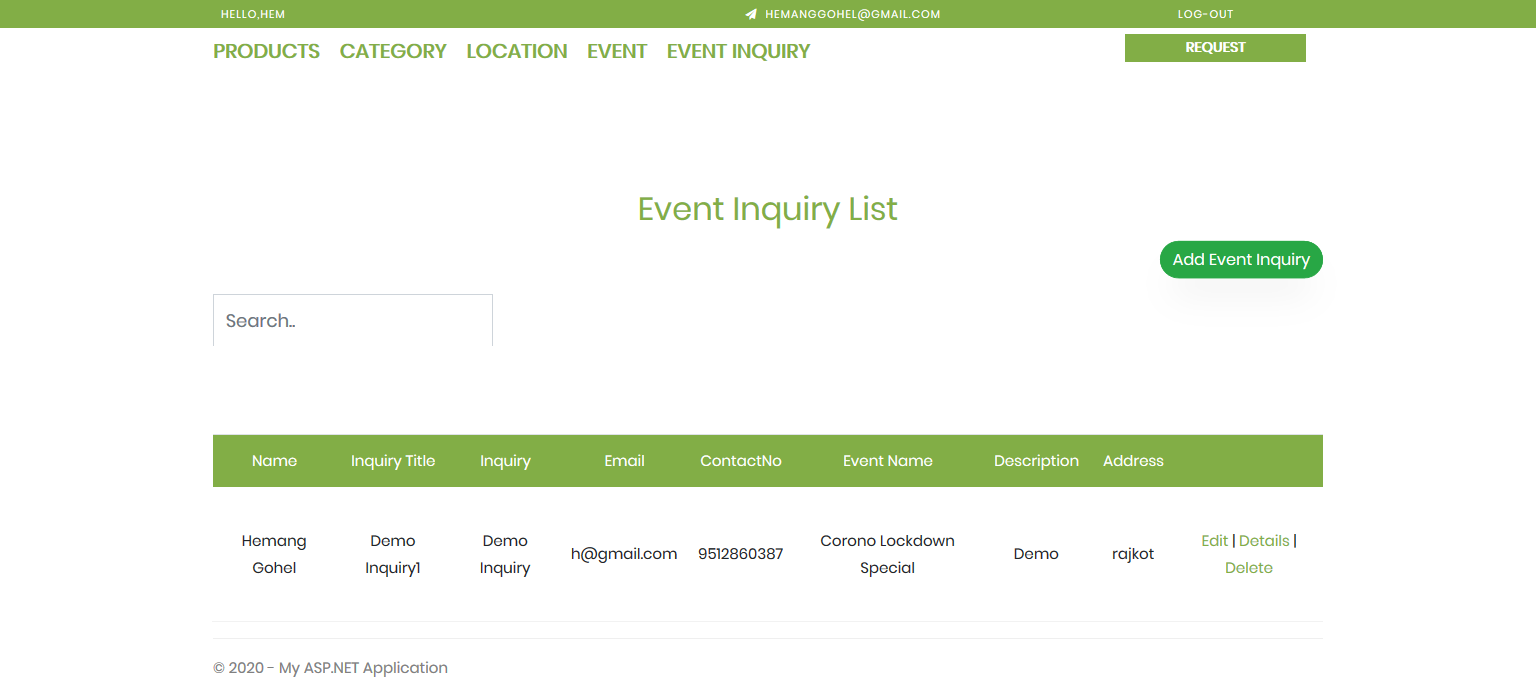 HELLO,HEM HEMANGGOHEL@GMAIL.COM LOG-OUT
PRODUCTS CATEGORY LOCATION EVENT EVENT INQUIRY REQUEST
Event Inquiry List
Add Event Inquiry
Search..
Name Inquiry Title Inquiry Email ContactNo Event Name Description Address
Hemang Demo Demo Corono Lockdown Edit | Details |
h@gmail.com 9512860387 Demo rajkot
Gohel Inquiry1 Inquiry Special Delete
© 2020 - My ASP.NET Application